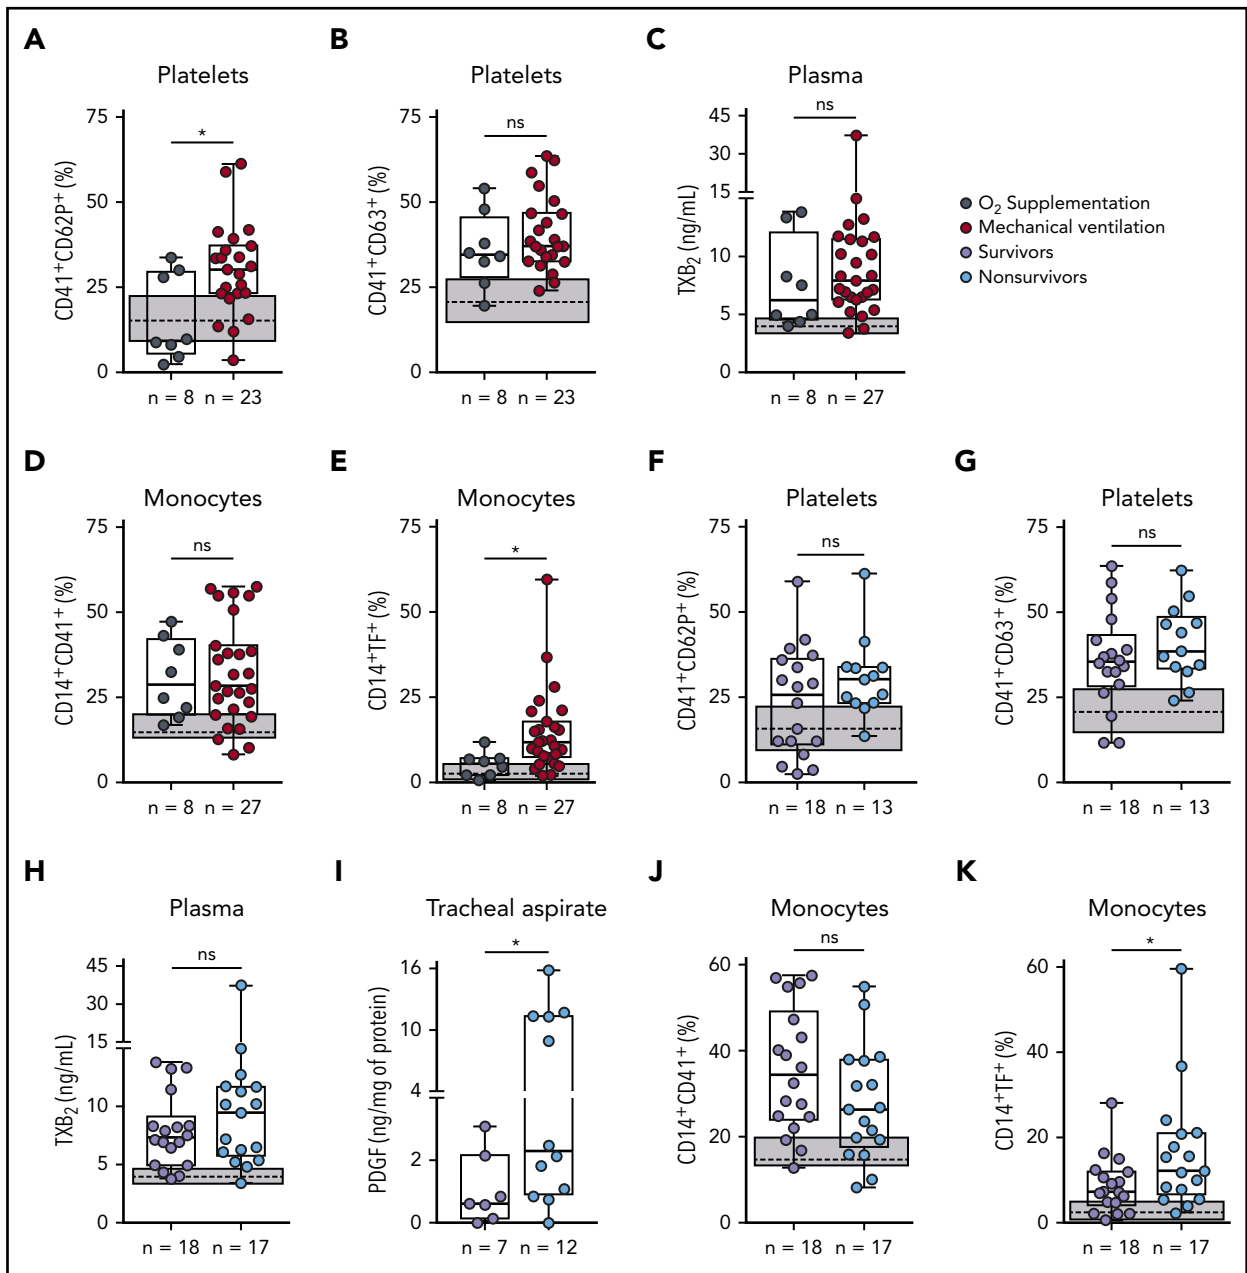 A
Platelets
CD41+CD62P+ (%)
75
50
25
0
*
n = 8 n = 23
B
Platelets
CD41+CD63+ (%)
75
50
25
0
ns
n = 8 n = 23
C
Plasma
TXB2 (ng/mL)
45
30
15
10
5
0
ns
n = 8 n = 27
O2 Supplementation
Mechanical ventilation
Survivors
Nonsurvivors
D
Monocytes
CD14+CD41+ (%)
75
50
25
0
ns
n = 8 n = 27
E
Monocytes
CD14+TF+ (%)
75
50
25
0
*
n = 8 n = 27
F
Platelets
CD41+CD62P+ (%)
75
50
25
0
ns
n = 18 n = 13
G
Platelets
CD41+CD63+ (%)
75
50
25
0
ns
n = 18 n = 13
H
Plasma
TXB2 (ng/mL)
45
30
15
10
5
0
ns
n = 18 n = 17
I
Tracheal aspirate
PDGF (ng/mg of protein)
16
10
4
2
0
*
n = 7 n = 12
J
Monocytes
CD14+CD41+ (%)
60
40
20
0
ns
n = 18 n = 17
K
Monocytes
CD14+TF+ (%)
60
40
20
0
*
n = 18 n = 17